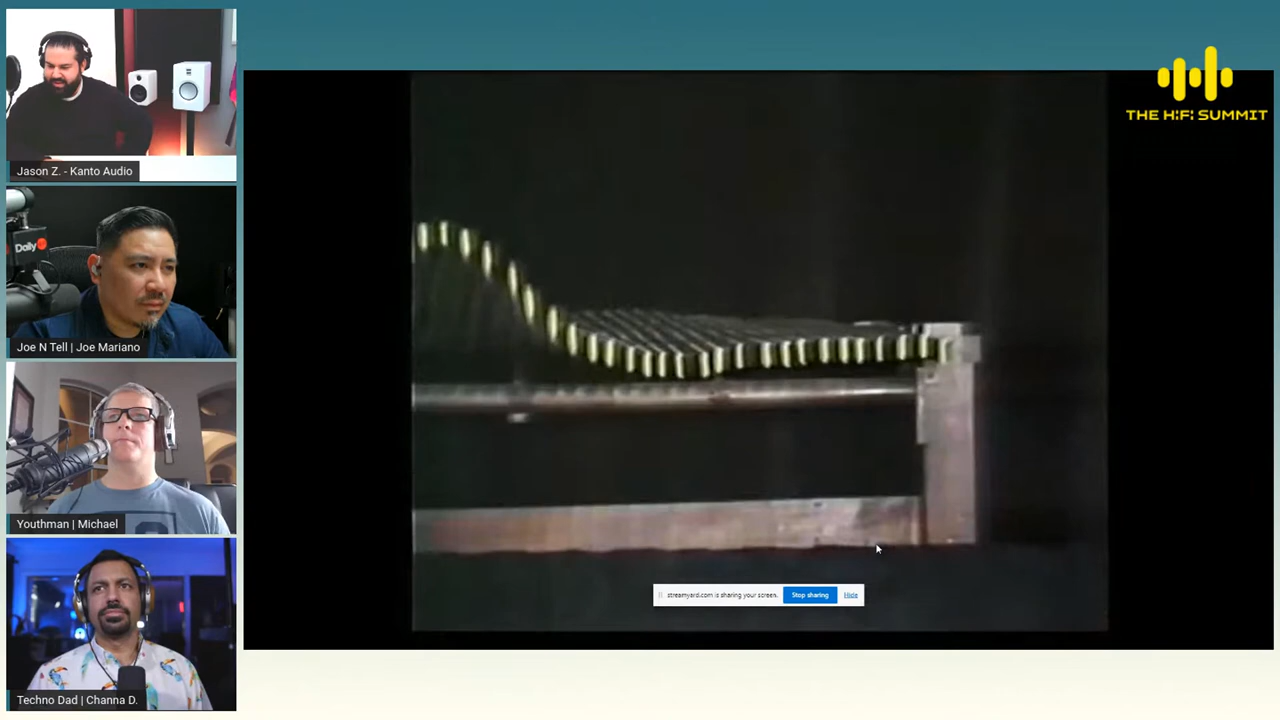 Jason Z. - Kanto Audio
Joe N Tell | Joe Mariano
Youthman | Michael
Techno Dad | Channa D.
THE HIFI SUMMIT
streamyard.com is sharing your screen. Stop sharing Hide